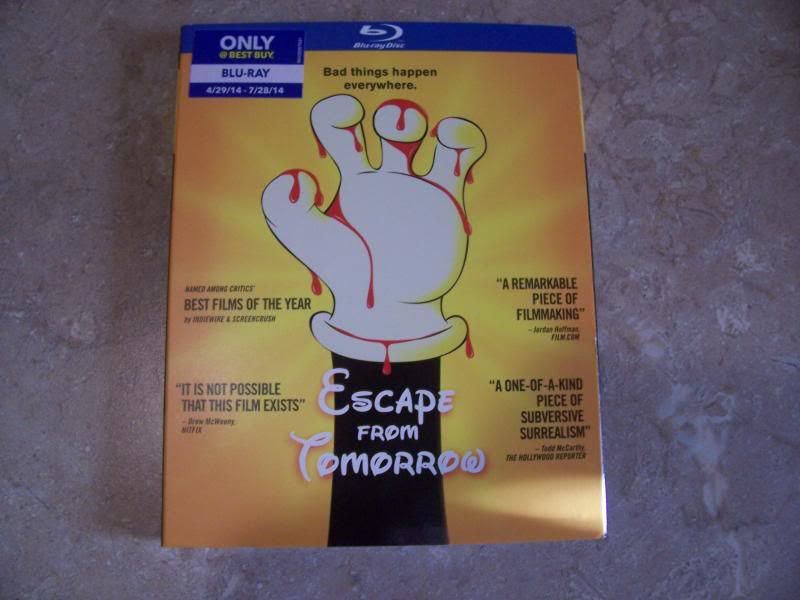 ONLY
@ BEST BUY.
BLU-RAY
4/29/14 - 7/28/14
Blu-ray Disc
Bad things happen
everywhere.
NAMED AMONG CRITICS'
BEST FILMS OF THE YEAR
by INDIEWIRE & SCREENCRUSH
"A REMARKABLE
PIECE OF
FILMMAKING"
– Jordan Hoffman,
FILM.COM
"IT IS NOT POSSIBLE
THAT THIS FILM EXISTS"
– Drew McWeeny,
HITFIX
"A ONE-OF-A-KIND
PIECE OF
SUBVERSIVE
SURREALISM"
– Todd McCarthy,
THE HOLLYWOOD REPORTER
ESCAPE
FROM
TOMORROW